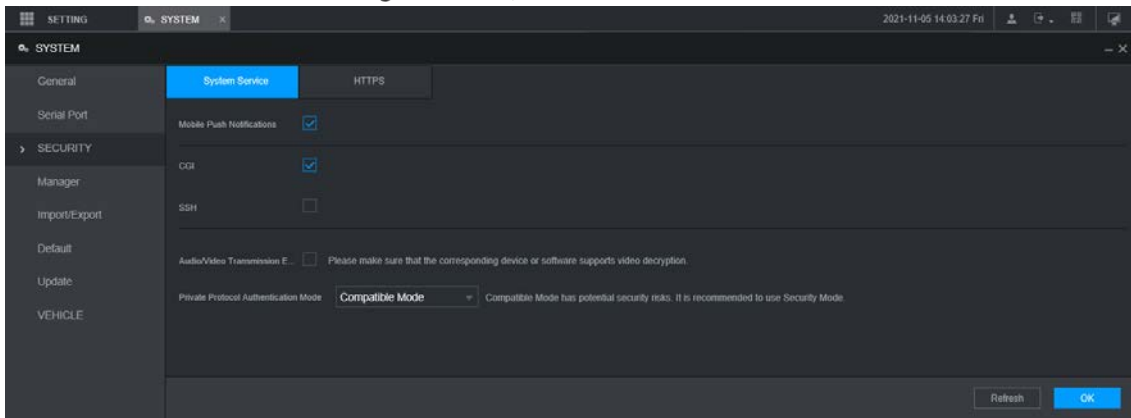 SETTING SYSTEM × 2021-11-05 14:03:27 Fri
SYSTEM
General
System Service HTTPS
Serial Port
Mobile Push Notifications
> SECURITY
CGI
Manager
SSH
Import/Export
Default
Audio/Video Transmission E... Please make sure that the corresponding device or software supports video decryption.
Update
Private Protocol Authentication Mode Compatible Mode Compatible Mode has potential security risks. It is recommended to use Security Mode.
VEHICLE
Refresh OK